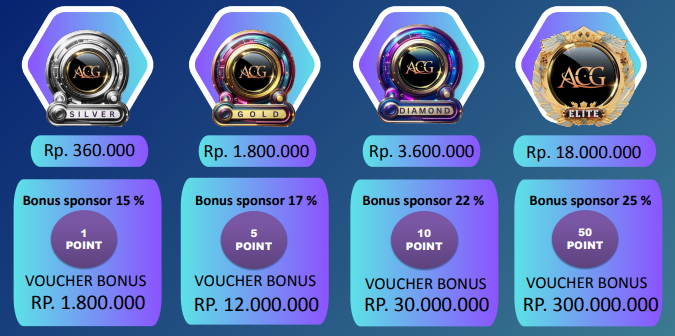 ACG
SILVER
Rp. 360.000
Bonus sponsor 15 %
1
POINT
VOUCHER BONUS
RP. 1.800.000
ACG
GOLD
Rp. 1.800.000
Bonus sponsor 17 %
5
POINT
VOUCHER BONUS
RP. 12.000.000
ACG
DIAMOND
Rp. 3.600.000
Bonus sponsor 22 %
10
POINT
VOUCHER BONUS
RP. 30.000.000
ACG
ELITE
Rp. 18.000.000
Bonus sponsor 25 %
50
POINT
VOUCHER BONUS
RP. 300.000.000